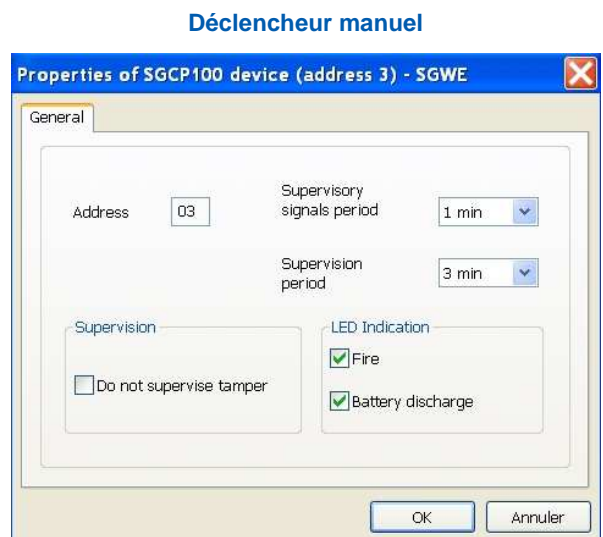 Déclencheur manuel
Properties of SGCP100 device (address 3) - SGWE
General
Address 03
Supervisory
signals period
1 min
Supervision
period
3 min
Supervision
Do not supervise tamper
LED Indication
Fire
Battery discharge
OK Annuler